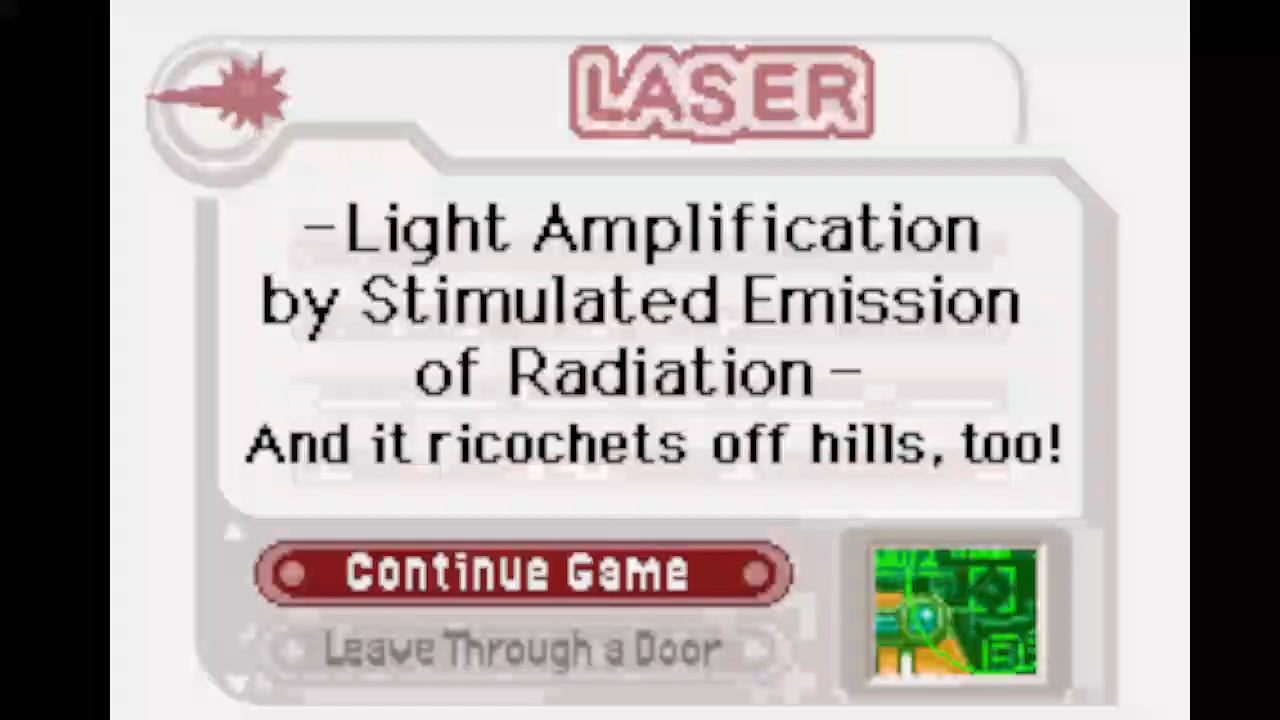 LASER
-Light Amplification
by Stimulated Emission
of Radiation-
And it ricochets off hills, too!
Continue Game
Leave Through a Door